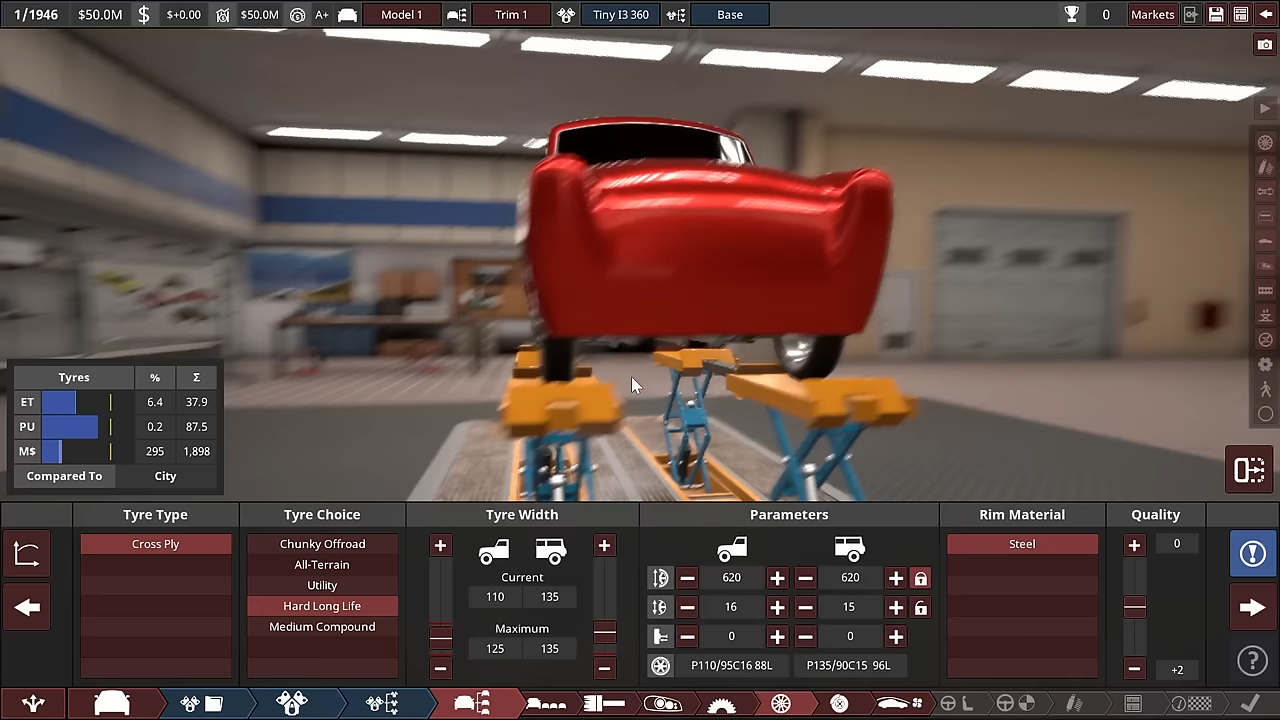 1/1946 $50.0M $+0.00 $50.0M A+ Model 1 Trim 1 Tiny I3 360 Base 0 Markets
Tyres % Σ
ET 6.4 37.9
PU 0.2 87.5
M$ 295 1,898
Compared To City
Tyre Type Tyre Choice Tyre Width Parameters Rim Material Quality
Cross Ply
Chunky Offroad
All-Terrain
Utility
Hard Long Life
Medium Compound
Current
110 135
Maximum
125 135
620 620
16 15
0 0
P110/95C16 88L P135/90C15 96L
Steel
0
+2